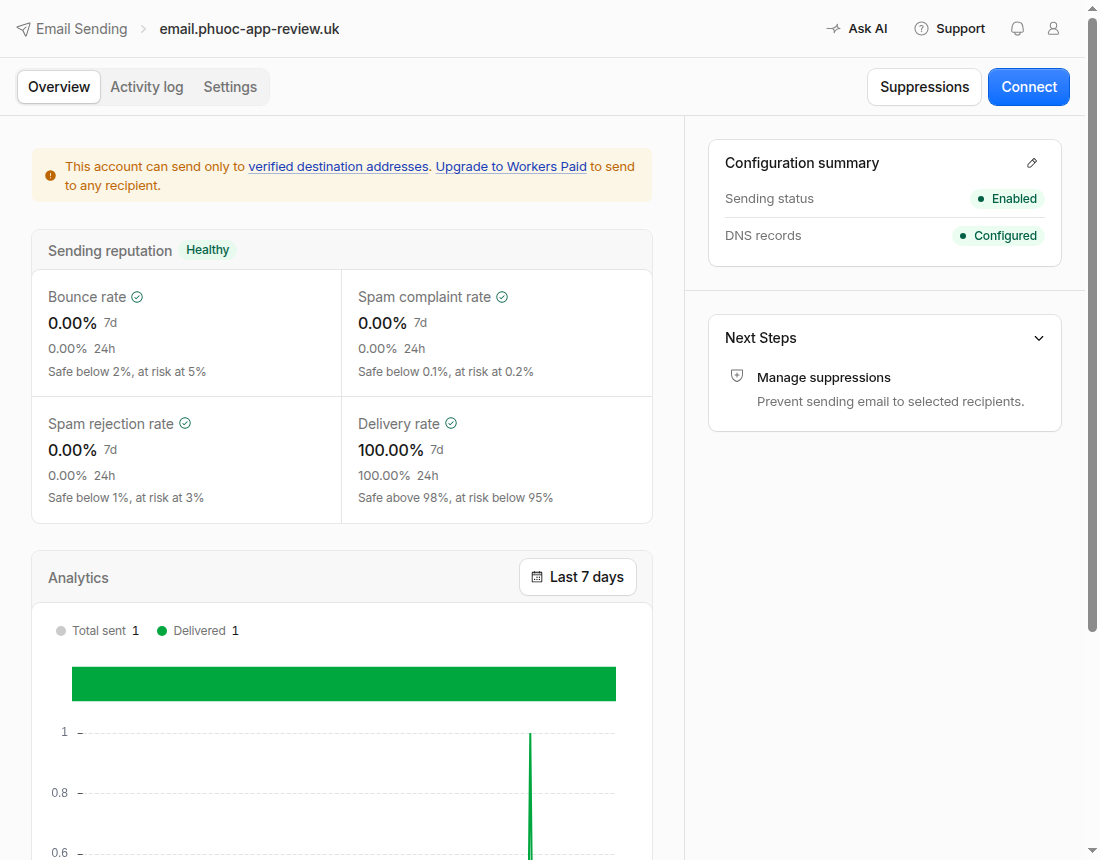 Email Sending > email.phuoc-app-review.uk
Ask AI
Support
Overview
Activity log
Settings
Suppressions
Connect
This account can send only to verified destination addresses. Upgrade to Workers Paid to send
to any recipient.
Sending reputation Healthy
Bounce rate
0.00% 7d
0.00% 24h
Safe below 2%, at risk at 5%
Spam complaint rate
0.00% 7d
0.00% 24h
Safe below 0.1%, at risk at 0.2%
Spam rejection rate
0.00% 7d
0.00% 24h
Safe below 1%, at risk at 3%
Delivery rate
100.00% 7d
100.00% 24h
Safe above 98%, at risk below 95%
Analytics
Last 7 days
Total sent 1
Delivered 1
1
0.8
0.6
Configuration summary
Sending status
Enabled
DNS records
Configured
Next Steps
Manage suppressions
Prevent sending email to selected recipients.